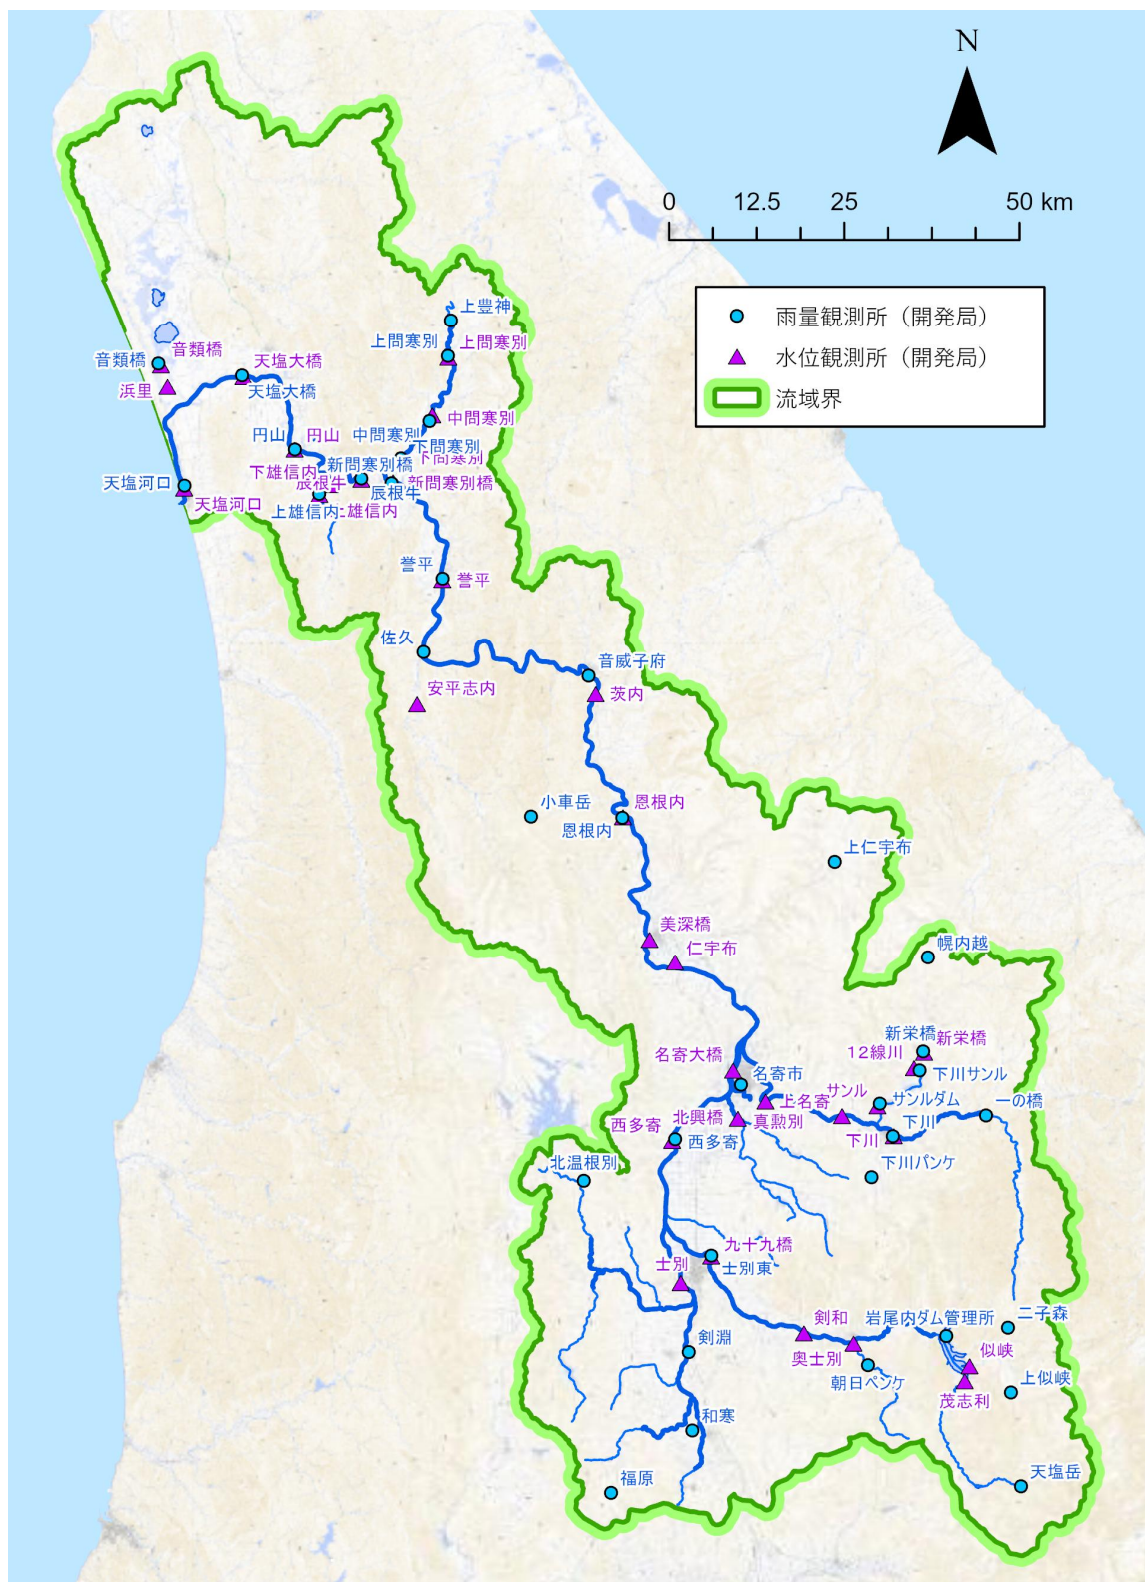 N
0 12.5 25 50 km
雨量観測所（開発局）
水位観測所（開発局）
流域界
上豊神
上問寒別
上問寒別
音類橋
音類橋
浜里
天塩大橋
天塩大橋
中問寒別
中問寒別
下問寒別
下問寒別
円山
円山
新問寒別橋
新問寒別橋
下雄信内
辰根牛
辰根牛
上雄信内
上雄信内
天塩河口
天塩河口
誉平
誉平
佐久
音威子府
安平志内
茨内
小車岳
恩根内
恩根内
上仁宇布
美深橋
仁宇布
幌内越
新栄橋
新栄橋
12線川
下川サンル
名寄大橋
名寄市
サンル
サンルダム
一の橋
上名寄
北興橋
真勲別
下川
下川
西多寄
西多寄
下川パンケ
北温根別
九十九橋
士別
士別東
剣和
岩尾内ダム管理所
二子森
剣淵
奥士別
似峡
朝日ペンケ
茂志利
上似峡
和寒
福原
天塩岳